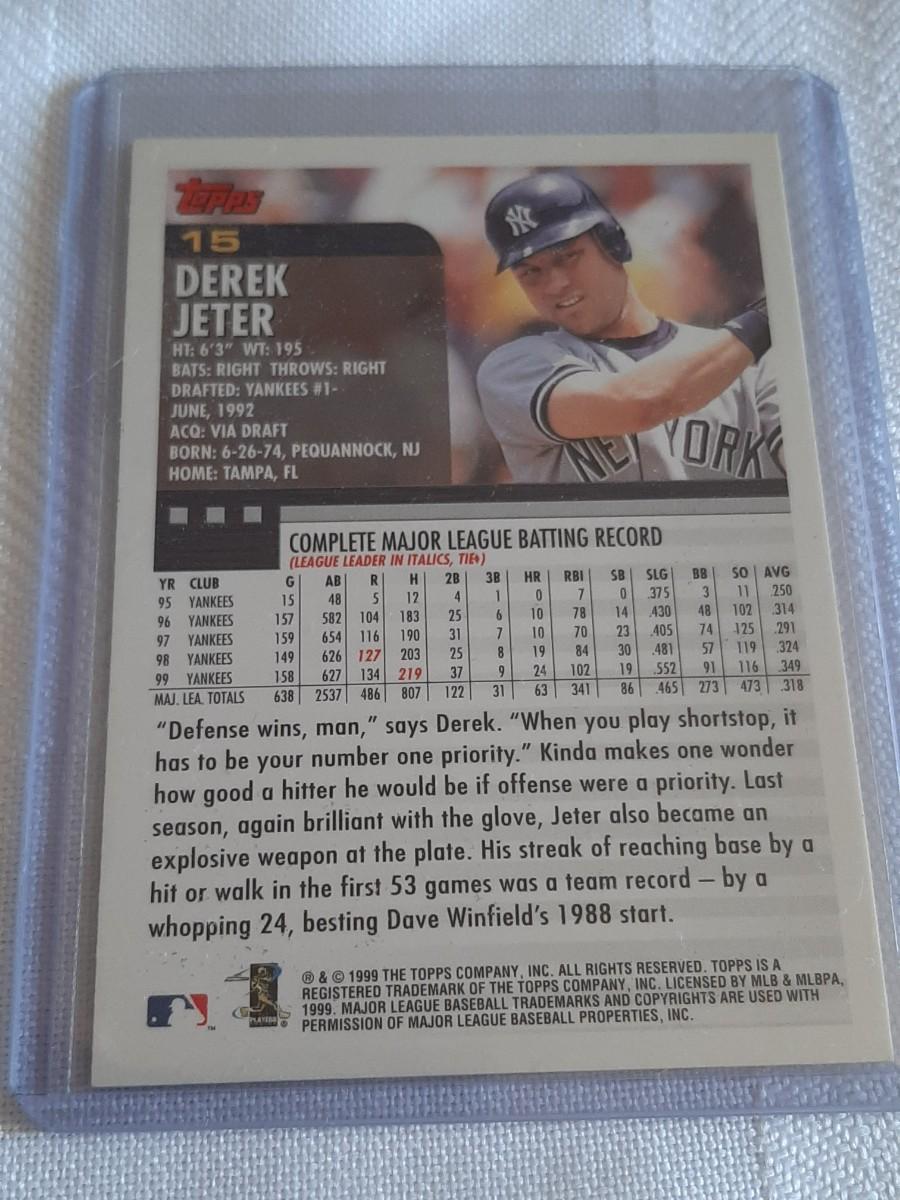 Topps
15
DEREK
JETER
HT: 6'3" WT: 195
BATS: RIGHT THROWS: RIGHT
DRAFTED: YANKEES #1-
JUNE, 1992
ACQ: VIA DRAFT
BORN: 6-26-74, PEQUANNOCK, NJ
HOME: TAMPA, FL
NY
NEW YORK
COMPLETE MAJOR LEAGUE BATTING RECORD
(LEAGUE LEADER IN ITALICS, TIE♦)
YR CLUB G AB R H 2B 3B HR RBI SB SLG BB SO AVG
95 YANKEES 15 48 5 12 4 1 0 7 0 .375 3 11 .250
96 YANKEES 157 582 104 183 25 6 10 78 14 .430 48 102 .314
97 YANKEES 159 654 116 190 31 7 10 70 23 .405 74 125 .291
98 YANKEES 149 626 127 203 25 8 19 84 30 .481 57 119 .324
99 YANKEES 158 627 134 219 37 9 24 102 19 .552 91 116 .349
MAJ. LEA. TOTALS 638 2537 486 807 122 31 63 341 86 .465 273 473 .318
"Defense wins, man," says Derek. "When you play shortstop, it
has to be your number one priority." Kinda makes one wonder
how good a hitter he would be if offense were a priority. Last
season, again brilliant with the glove, Jeter also became an
explosive weapon at the plate. His streak of reaching base by a
hit or walk in the first 53 games was a team record – by a
whopping 24, besting Dave Winfield's 1988 start.
® & © 1999 THE TOPPS COMPANY, INC. ALL RIGHTS RESERVED. TOPPS IS A
REGISTERED TRADEMARK OF THE TOPPS COMPANY, INC. LICENSED BY MLB & MLBPA,
1999. MAJOR LEAGUE BASEBALL TRADEMARKS AND COPYRIGHTS ARE USED WITH
PERMISSION OF MAJOR LEAGUE BASEBALL PROPERTIES, INC.
TM
PLAYERS
®